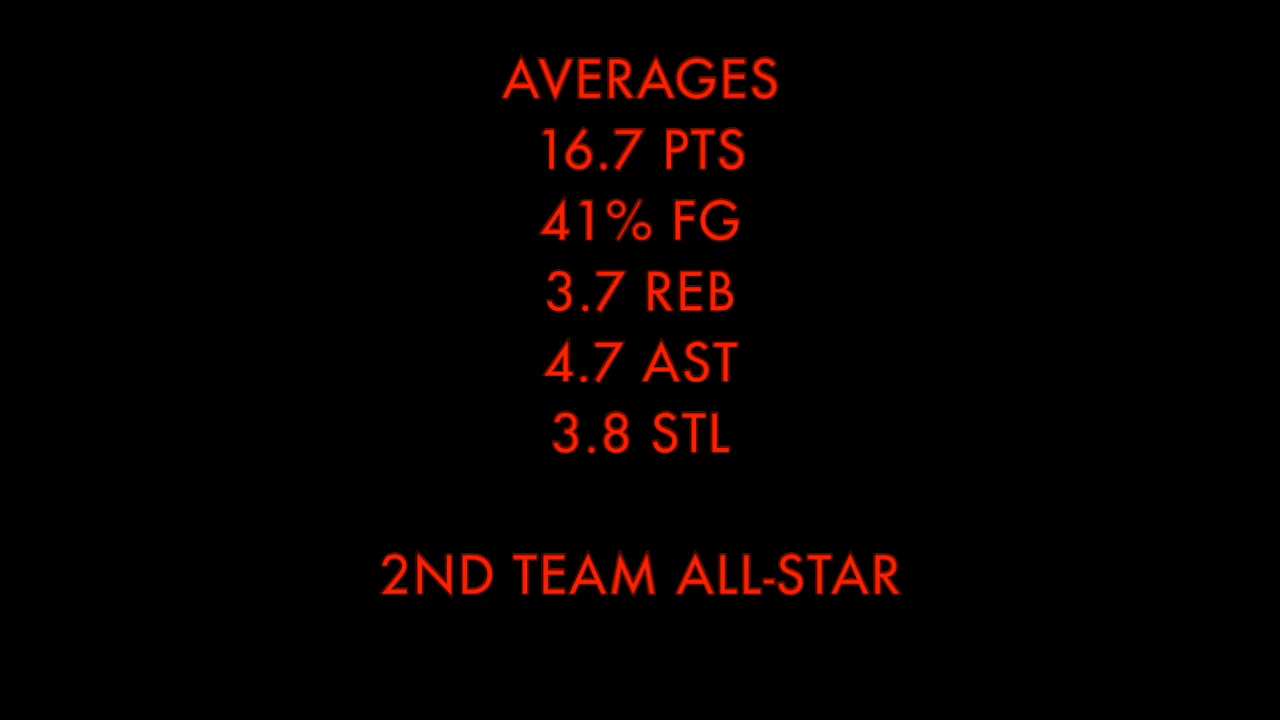 AVERAGES
16.7 PTS
41% FG
3.7 REB
4.7 AST
3.8 STL
2ND TEAM ALL-STAR